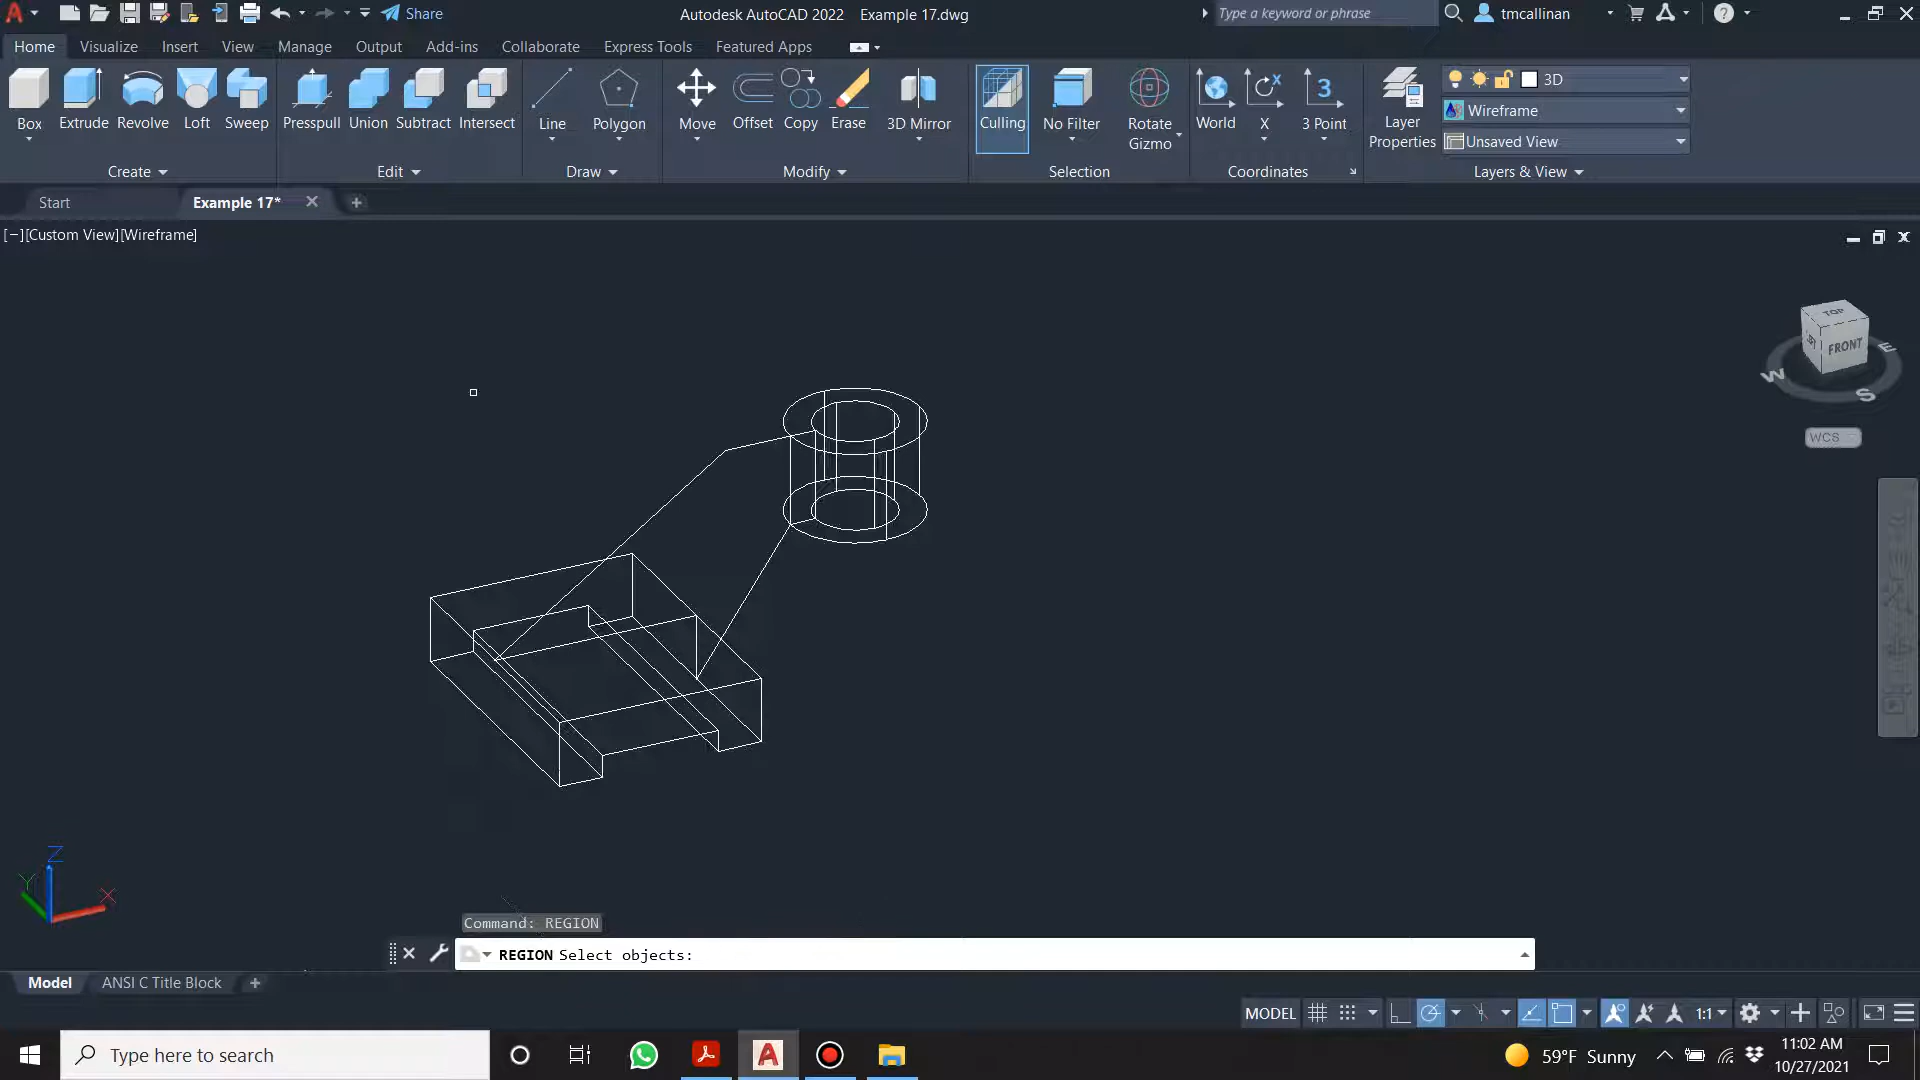 Share
Autodesk AutoCAD 2022 Example 17.dwg
Type a keyword or phrase
tmcallinan
Home Visualize Insert View Manage Output Add-ins Collaborate Express Tools Featured Apps
Box Extrude Revolve Loft Sweep Presspull Union Subtract Intersect Line Polygon Move Offset Copy Erase 3D Mirror Culling No Filter Rotate Gizmo World X 3 Point Layer Properties
3D
Wireframe
Unsaved View
Create Edit Draw Modify Selection Coordinates Layers & View
Start Example 17*
[−][Custom View][Wireframe]
TOP
FRONT
W
E
S
WCS
Z
Y
X
Command: REGION
REGION Select objects:
Model ANSI C Title Block
MODEL 1:1
Type here to search
59°F Sunny
11:02 AM
10/27/2021